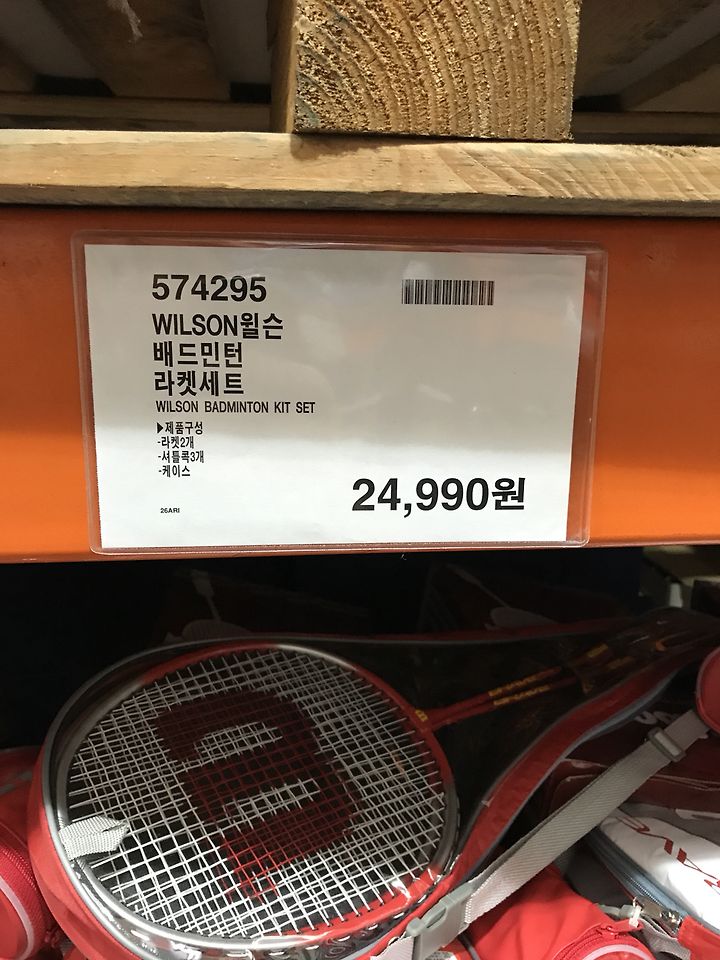 574295
WILSON윌슨
배드민턴
라켓세트
WILSON BADMINTON KIT SET
▶제품구성
-라켓2개
-셔틀록3개
-케이스
26ARI
24,990원